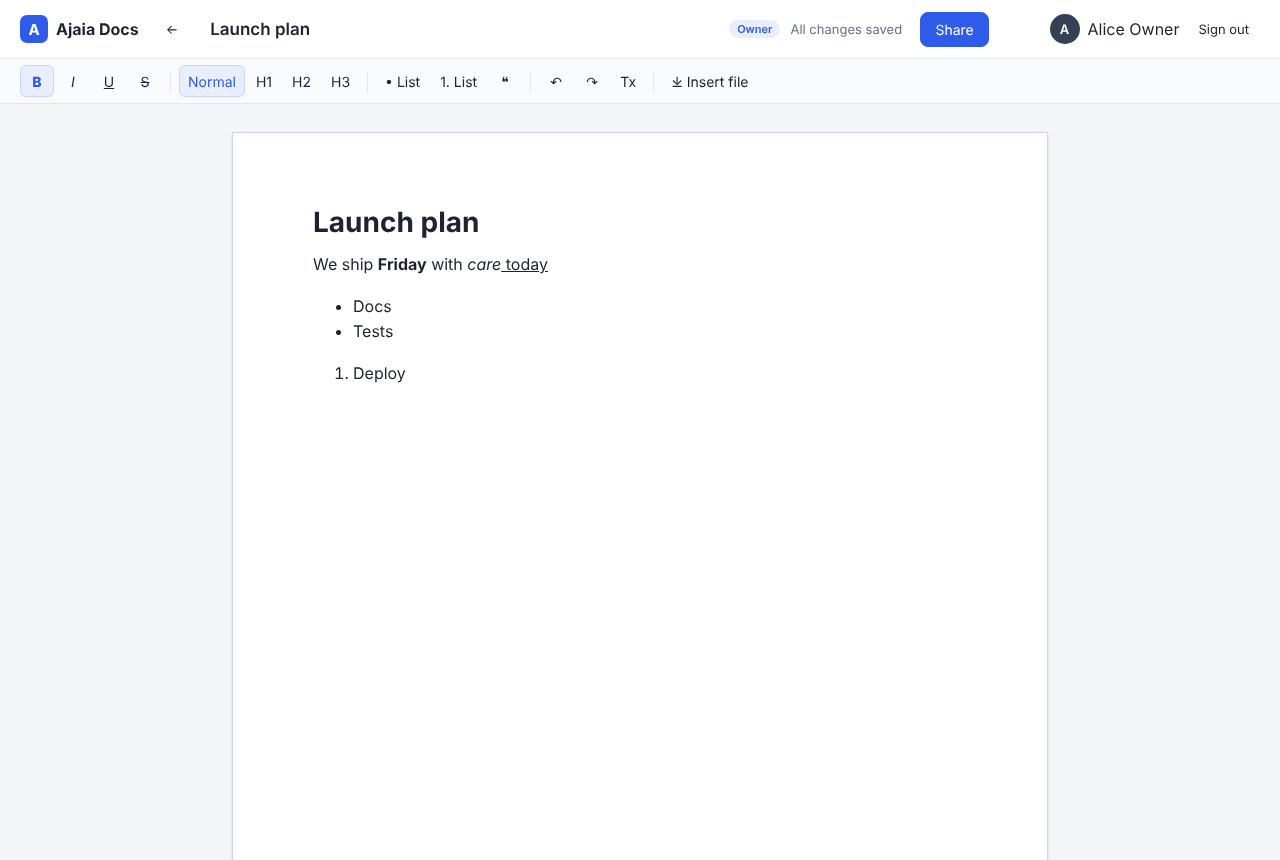 A Ajaia Docs ← Launch plan Owner All changes saved Share A Alice Owner Sign out
B I U S Normal H1 H2 H3 • List 1. List ❝ ↶ ↷ Tx ↓ Insert file
Launch plan
We ship Friday with care today
• Docs
• Tests
1. Deploy